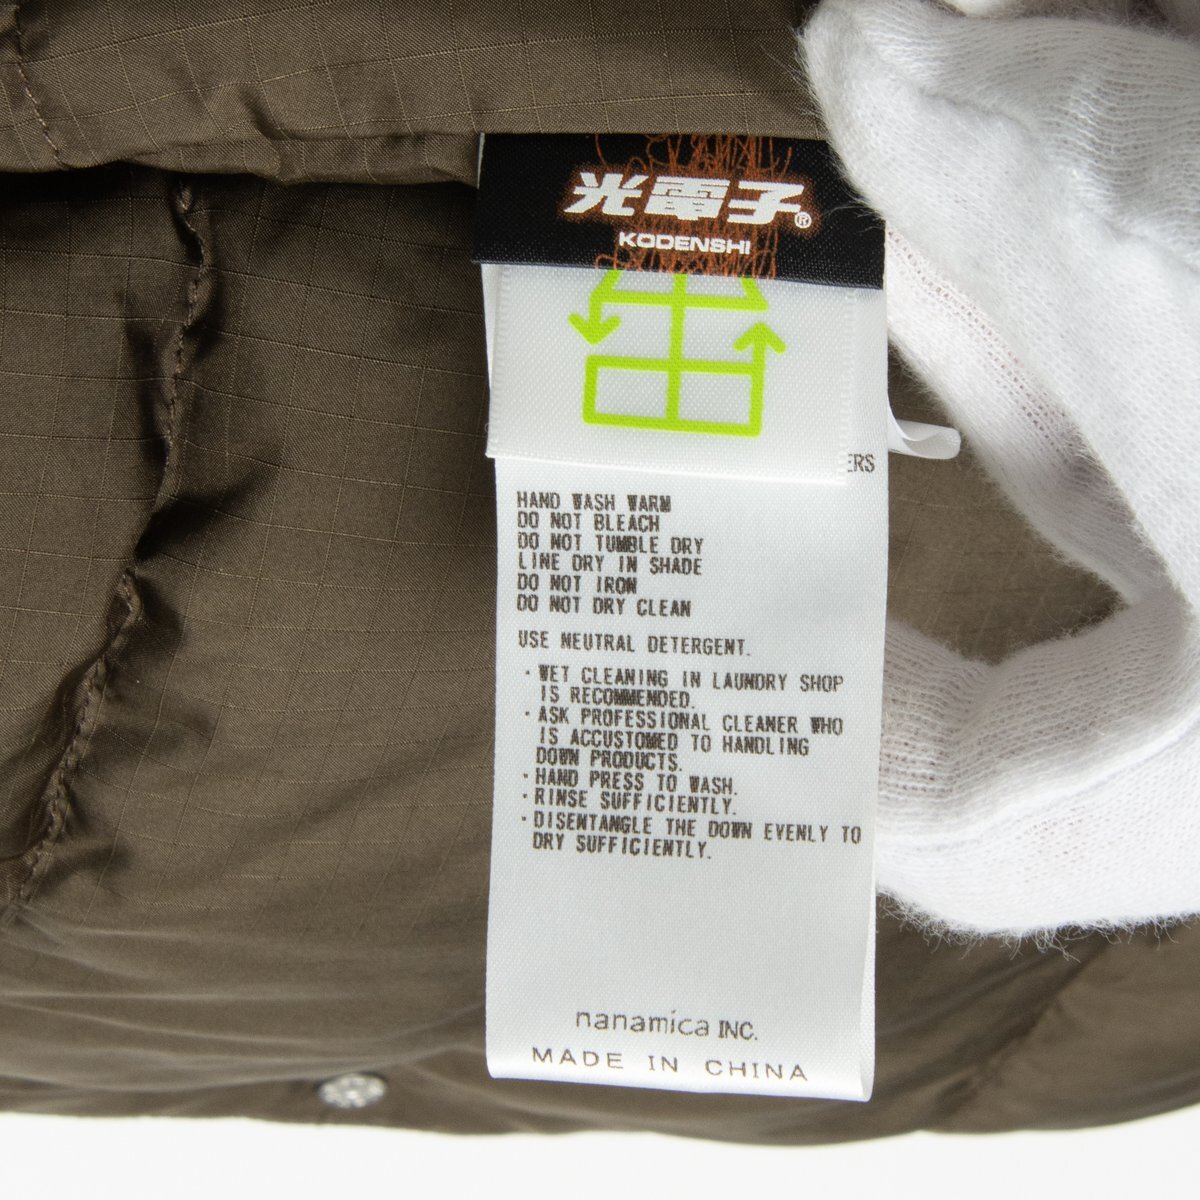 光電子®
KODENSHI
HAND WASH WARM
DO NOT BLEACH
DO NOT TUMBLE DRY
LINE DRY IN SHADE
DO NOT IRON
DO NOT DRY CLEAN
USE NEUTRAL DETERGENT.
・WET CLEANING IN LAUNDRY SHOP
IS RECOMMENDED.
・ASK PROFESSIONAL CLEANER WHO
IS ACCUSTOMED TO HANDLING
DOWN PRODUCTS.
・HAND PRESS TO WASH.
・RINSE SUFFICIENTLY.
・DISENTANGLE THE DOWN EVENLY TO
DRY SUFFICIENTLY.
nanamica INC.
MADE IN CHINA